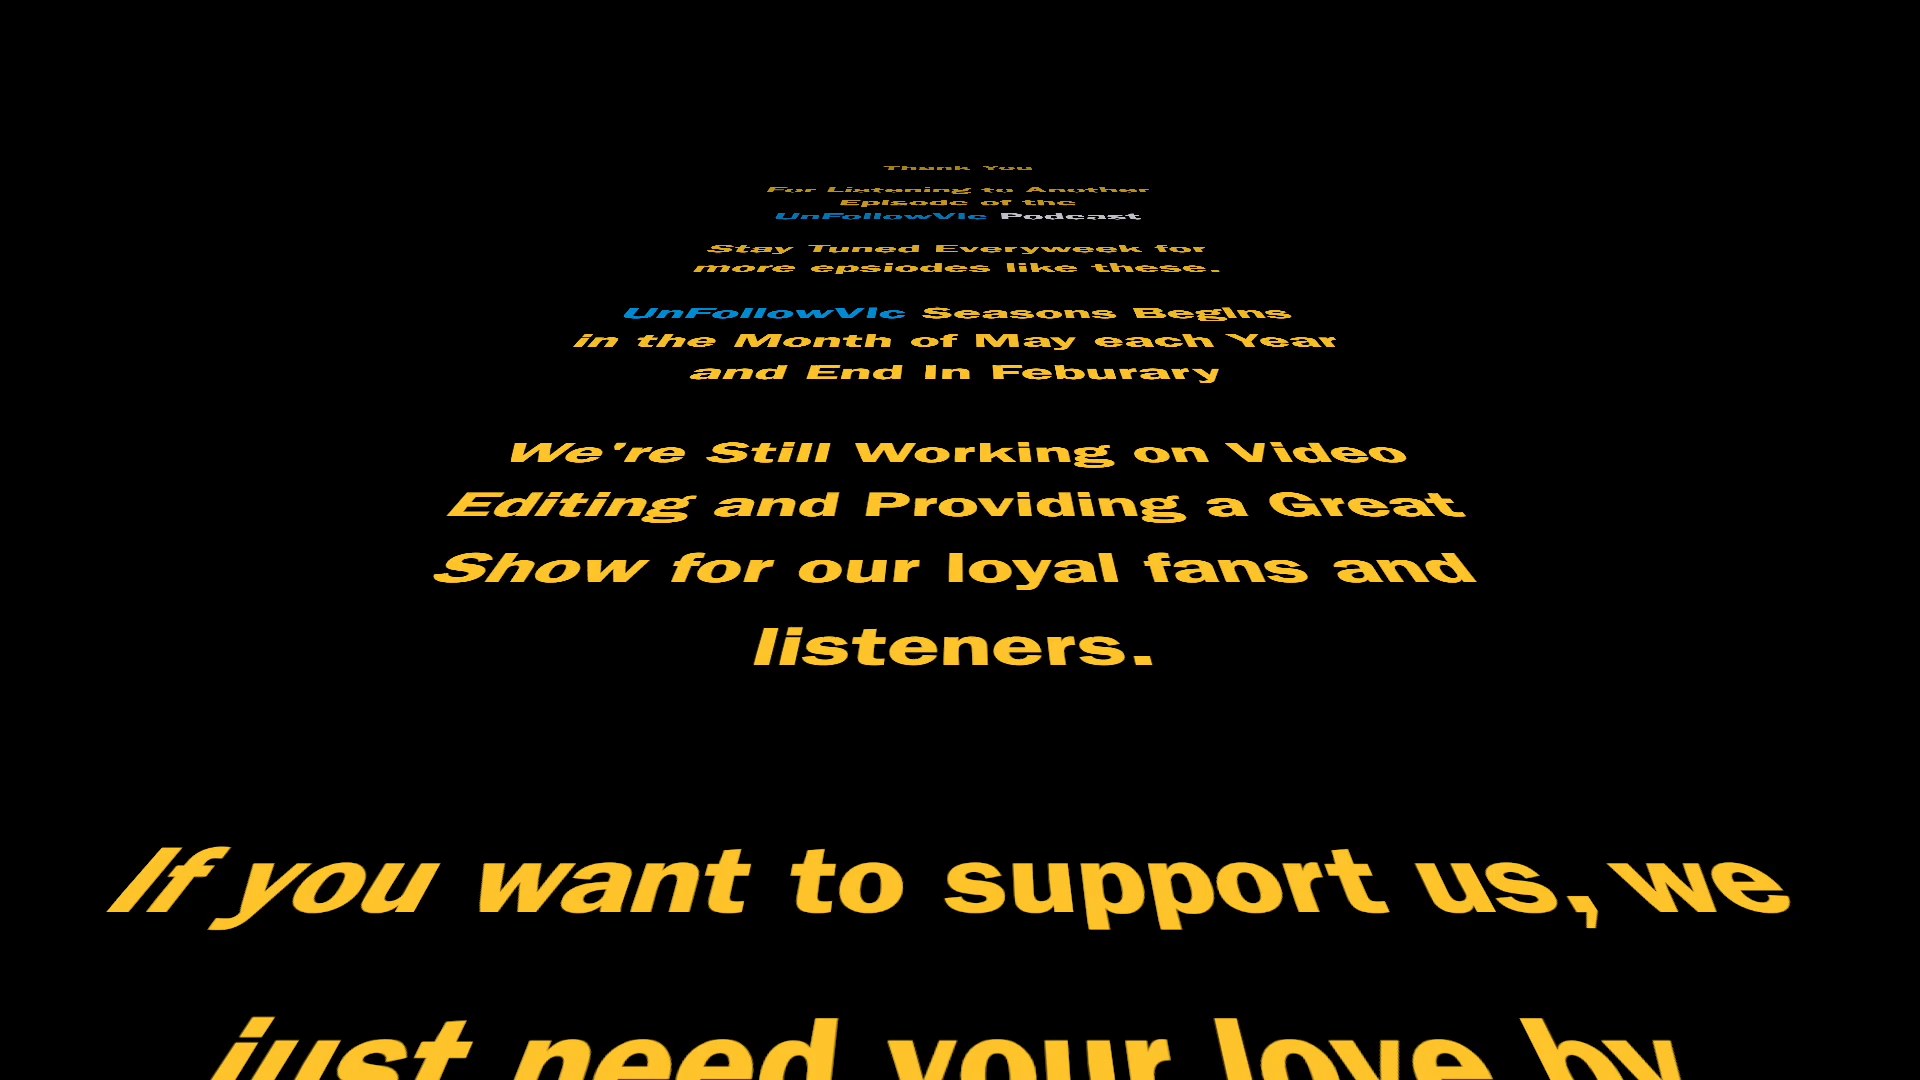 Thank You
For Listening to Another
Episode of the
UnFollowVic Podcast
Stay Tuned Everyweek for
more epsiodes like these.
UnFollowVic Seasons Begins
in the Month of May each Year
and End In Feburary
We're Still Working on Video
Editing and Providing a Great
Show for our loyal fans and
listeners.
If you want to support us, we
just need your love by